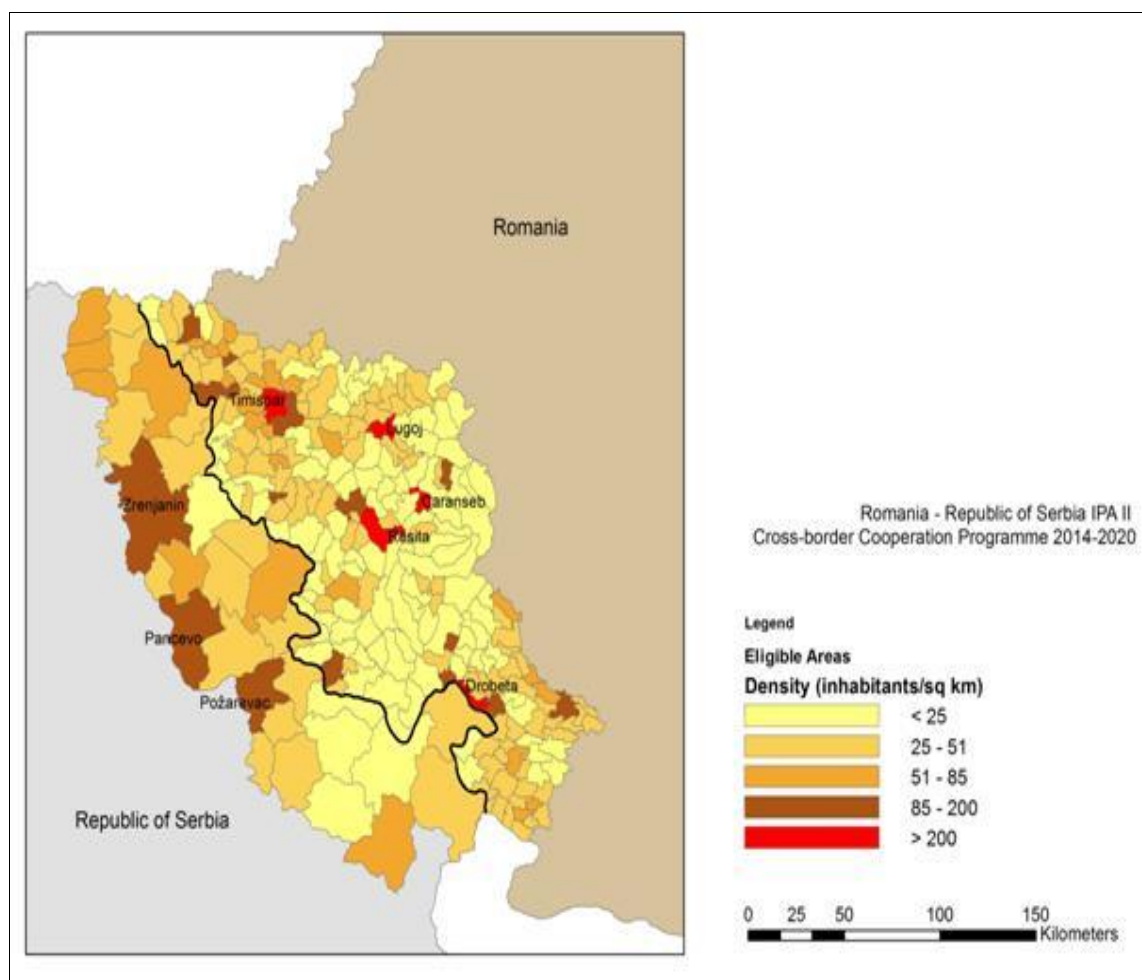 Romania
Timisoar
Lugoj
Zrenjanin
Caranseb
Resita
Romania - Republic of Serbia IPA II
Cross-border Cooperation Programme 2014-2020
Pancevo
Drobeta
Požarevac
Republic of Serbia
Legend
Eligible Areas
Density (inhabitants/sq km)
< 25
25 - 51
51 - 85
85 - 200
> 200
0 25 50 100 150
Kilometers